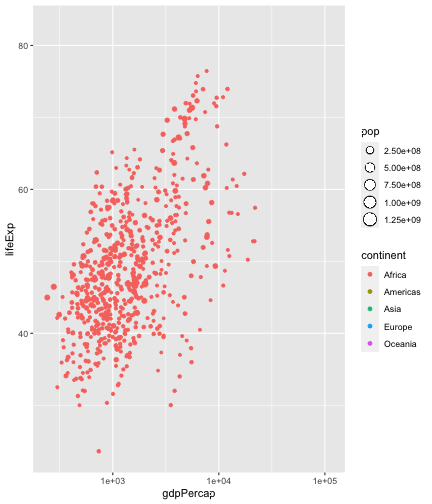 80
60
40
lifeExp
1e+03
1e+04
1e+05
gdpPercap
pop
2.50e+08
5.00e+08
7.50e+08
1.00e+09
1.25e+09
continent
Africa
Americas
Asia
Europe
Oceania